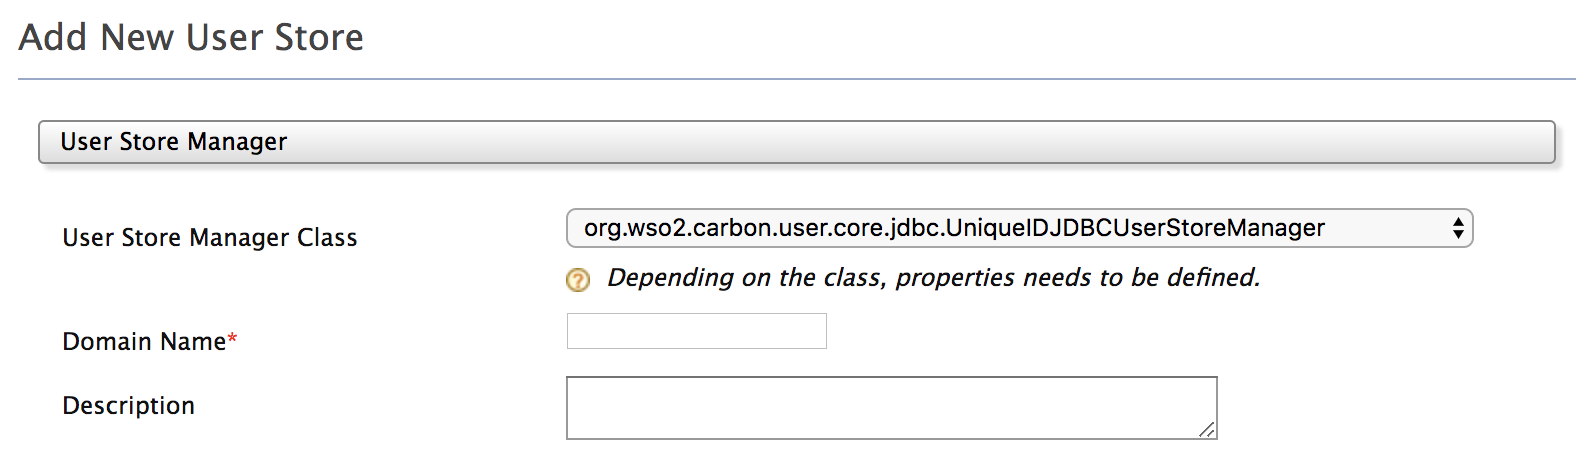 Add New User Store
User Store Manager
User Store Manager Class
org.wso2.carbon.user.core.jdbc.UniqueIDJDBCUserStoreManager
? Depending on the class, properties needs to be defined.
Domain Name*
Description